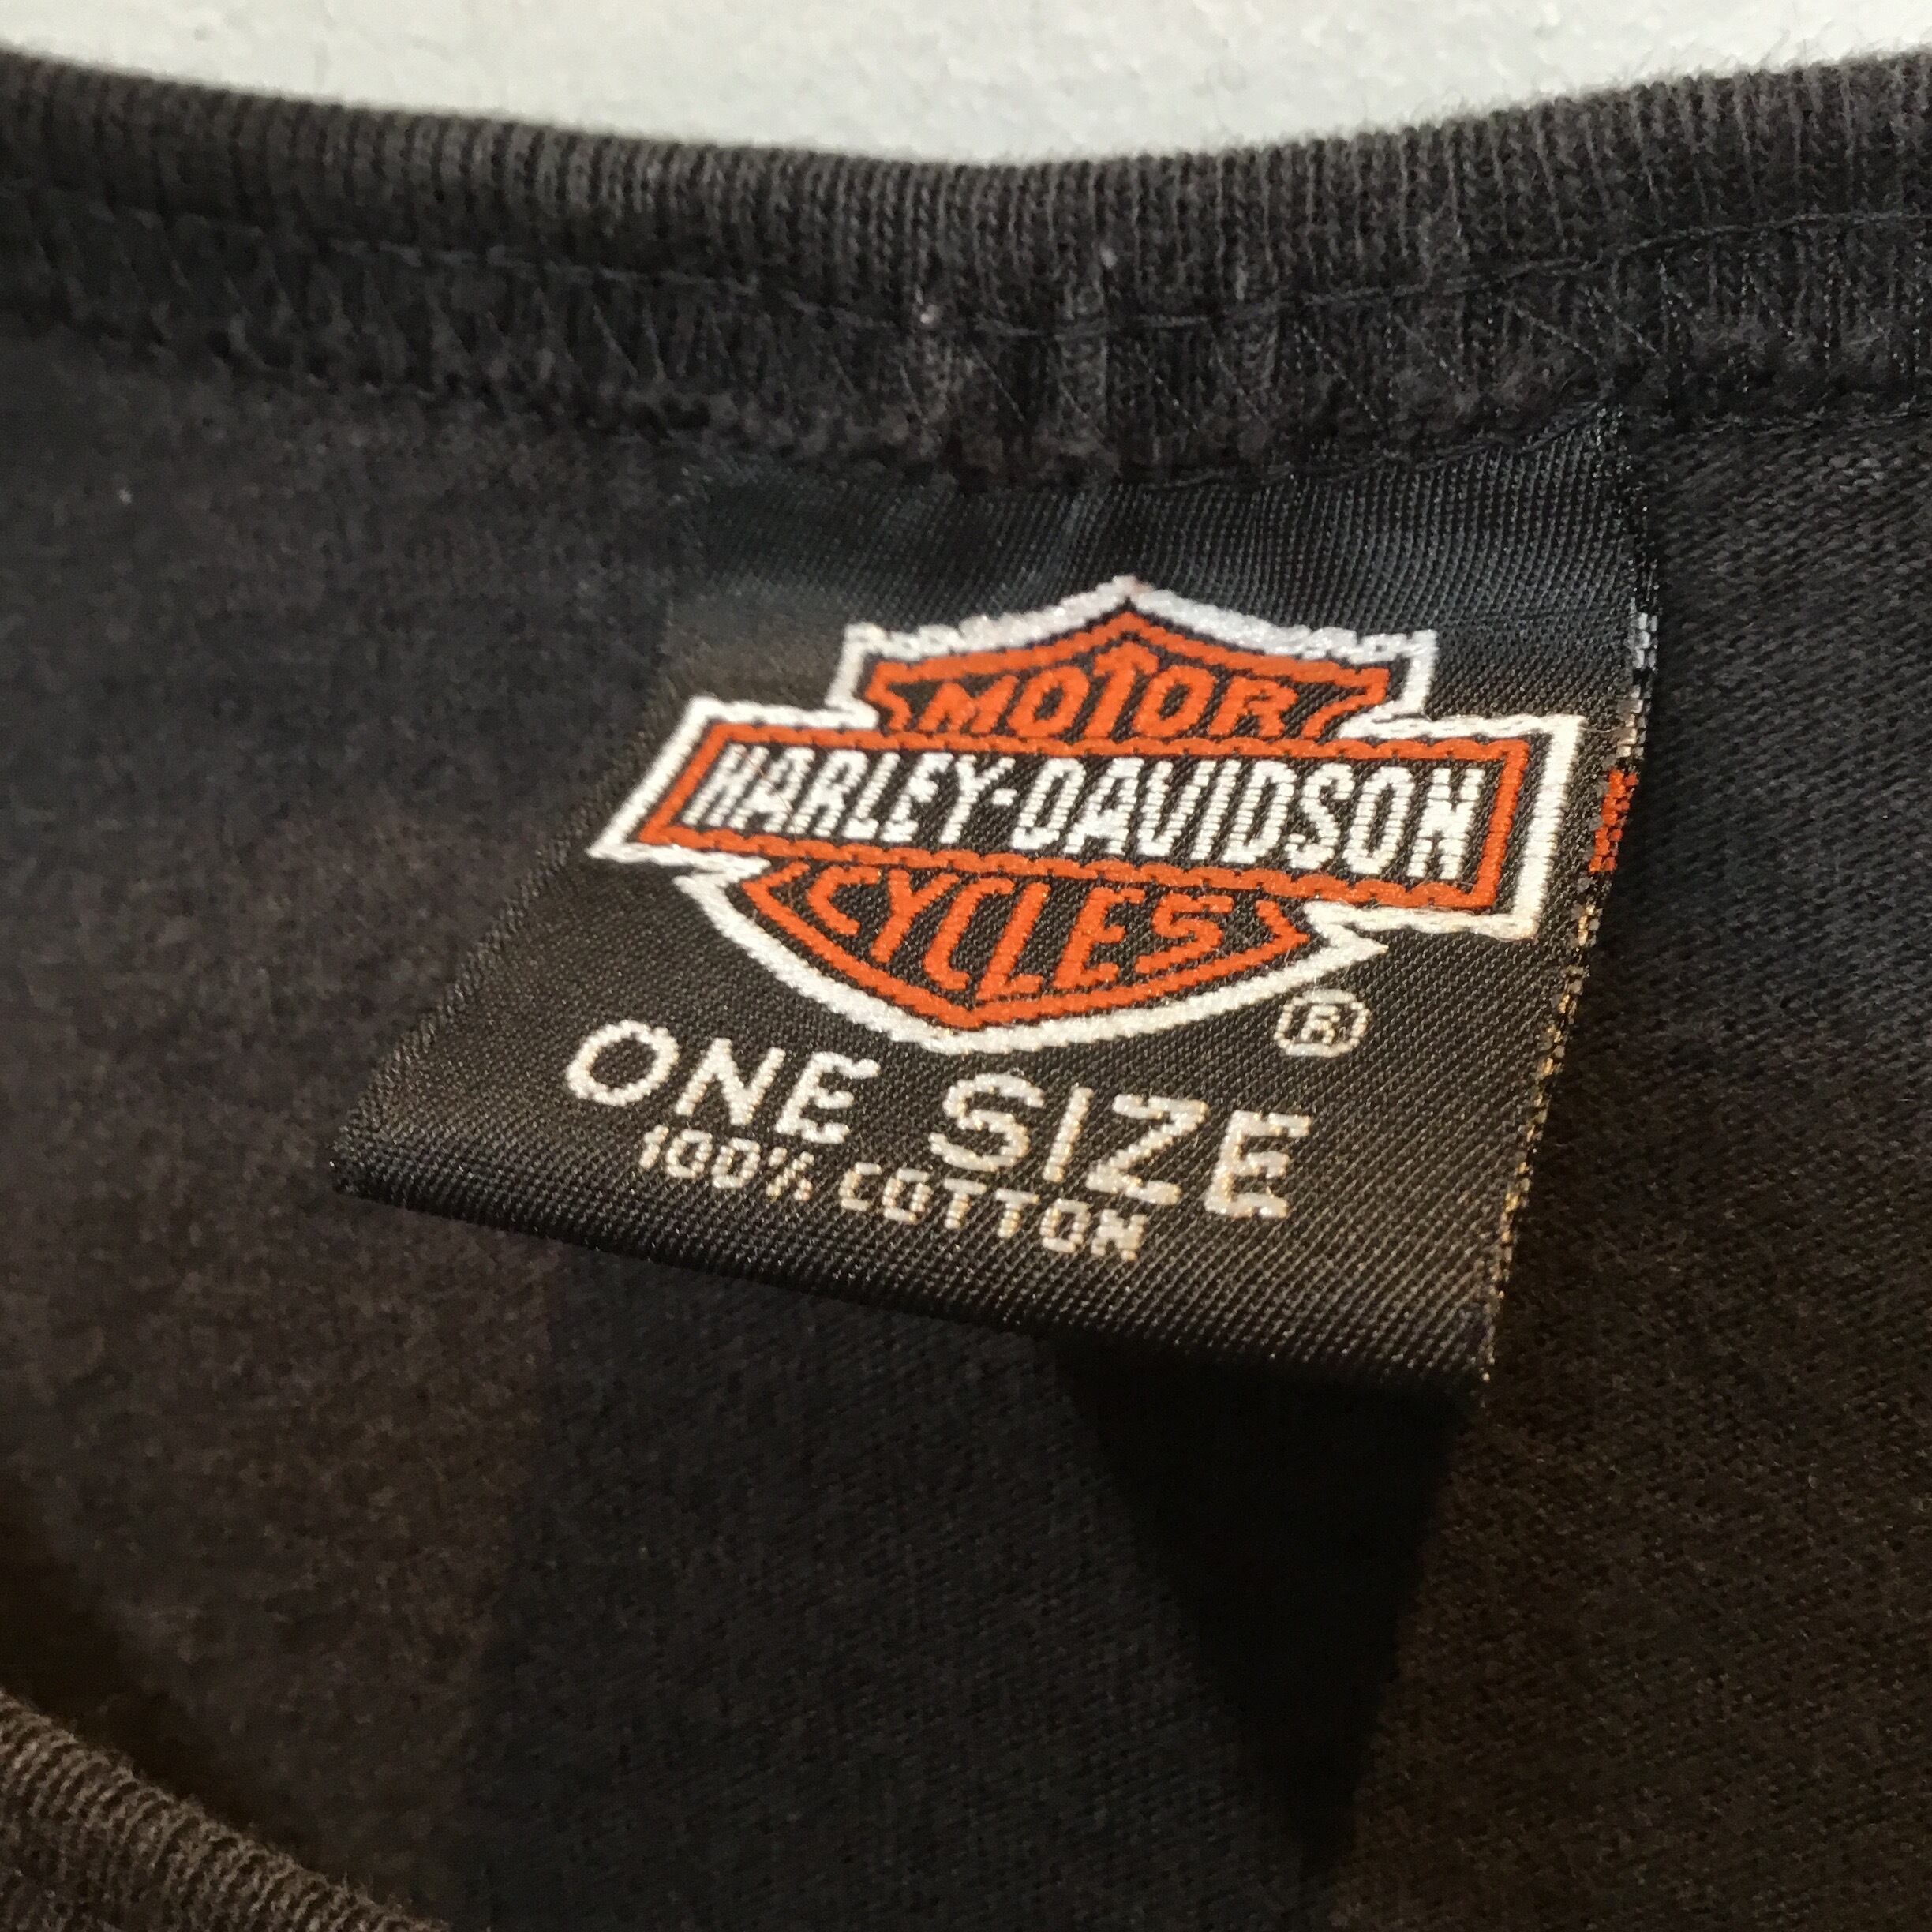 MOTOR
HARLEY-DAVIDSON
CYCLES
®
ONE SIZE
100% COTTON